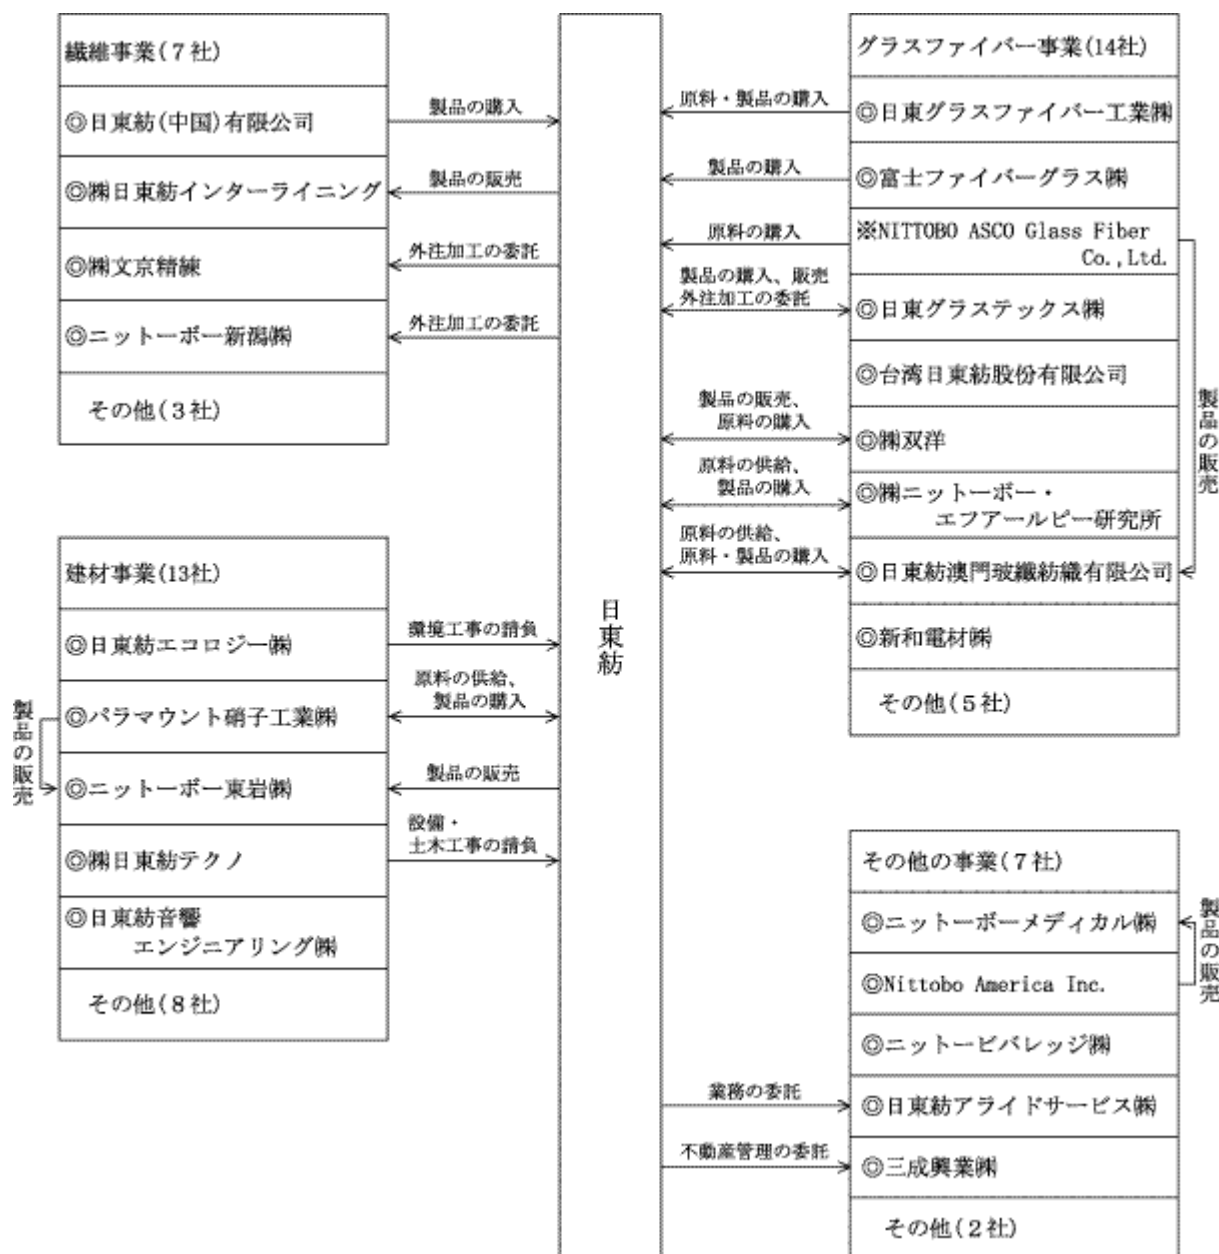 繊維事業(7社)
◎日東紡(中国)有限公司
製品の購入
◎㈱日東紡インターライニング
製品の販売
◎㈱文京精練
外注加工の委託
◎ニットーボー新潟㈱
外注加工の委託
その他(3社)
建材事業(13社)
◎日東紡エコロジー㈱
環境工事の請負
◎パラマウント硝子工業㈱
原料の供給、
製品の購入
製品の販売
◎ニットーボー東岩㈱
製品の販売
◎㈱日東紡テクノ
設備・
土木工事の請負
◎日東紡音響
エンジニアリング㈱
その他(8社)
日東紡
グラスファイバー事業(14社)
原料・製品の購入
◎日東グラスファイバー工業㈱
製品の購入
◎富士ファイバーグラス㈱
原料の購入
※NITTOBO ASCO Glass Fiber
Co.,Ltd.
製品の購入、販売
外注加工の委託
◎日東グラステックス㈱
◎台湾日東紡股份有限公司
製品の販売、
原料の購入
◎㈱双洋
原料の供給、
製品の購入
◎㈱ニットーボー・
エフアールピー研究所
原料の供給、
原料・製品の購入
◎日東紡澳門玻纖紡織有限公司
製品の販売
◎新和電材㈱
その他(5社)
その他の事業(7社)
◎ニットーボーメディカル㈱
◎Nittobo America Inc.
製品の販売
◎ニットービバレッジ㈱
業務の委託
◎日東紡アライドサービス㈱
不動産管理の委託
◎三成興業㈱
その他(2社)